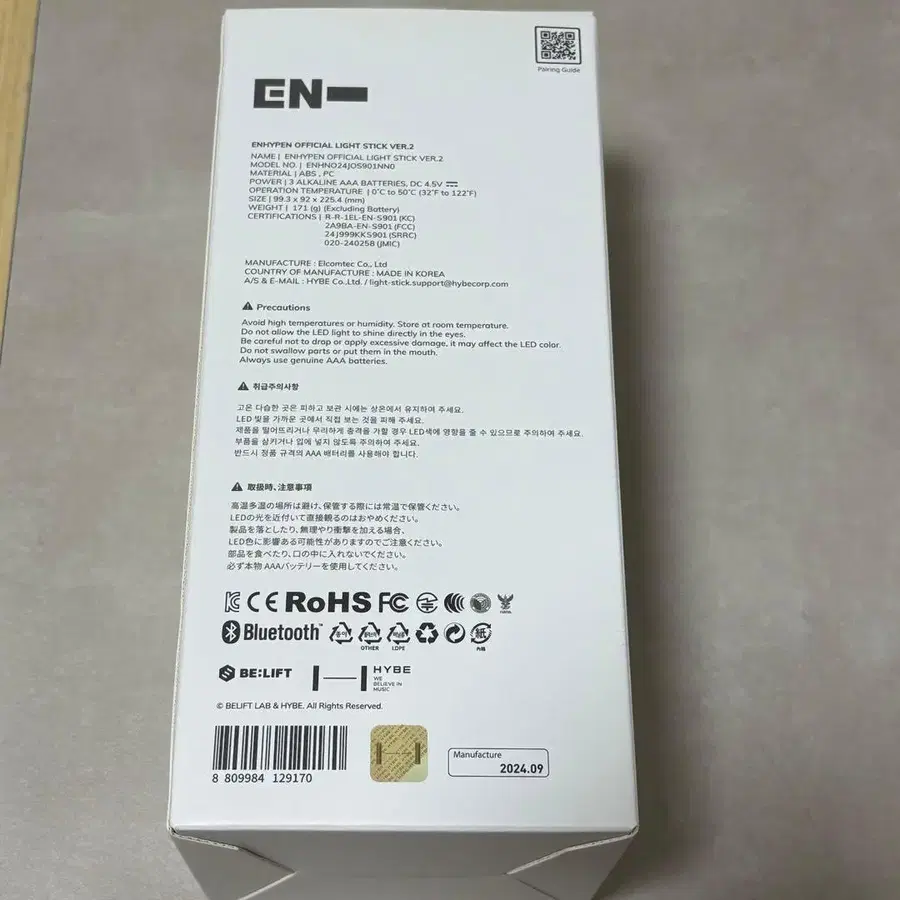 Pairing Guide
EN-
ENHYPEN OFFICIAL LIGHT STICK VER.2
NAME | ENHYPEN OFFICIAL LIGHT STICK VER.2
MODEL NO. | ENHNO24JOS901NN0
MATERIAL | ABS , PC
POWER | 3 ALKALINE AAA BATTERIES, DC 4.5V
OPERATION TEMPERATURE | 0˚C to 50˚C (32˚F to 122˚F)
SIZE | 99.3 x 92 x 225.4 (mm)
WEIGHT | 171 (g) (Excluding Battery)
CERTIFICATIONS | R-R-1EL-EN-S901 (KC)
2A9BA-EN-S901 (FCC)
24J999KKS901 (SRRC)
020-240258 (JMIC)
MANUFACTURE : Elcomtec Co., Ltd
COUNTRY OF MANUFACTURE : MADE IN KOREA
A/S & E-MAIL : HYBE Co.,Ltd. / light-stick.support@hybecorp.com
Precautions
Avoid high temperatures or humidity. Store at room temperature.
Do not allow the LED light to shine directly in the eyes.
Be careful not to drop or apply excessive damage, it may affect the LED color.
Do not swallow parts or put them in the mouth.
Always use genuine AAA batteries.
취급주의사항
고온 다습한 곳은 피하고 보관 시에는 상온에서 유지하여 주세요.
LED 빛을 가까운 곳에서 직접 보는 것을 피해 주세요.
제품을 떨어뜨리거나 무리하게 충격을 가할 경우 LED색에 영향을 줄 수 있으므로 주의하여 주세요.
부품을 삼키거나 입에 넣지 않도록 주의하여 주세요.
반드시 정품 규격의 AAA 배터리를 사용해야 합니다.
取扱時、注意事項
高温多湿の場所は避け、保管する際には常温で保管ください。
LEDの光を近付いて直接観るのはおやめください。
製品を落としたり、無理やり衝撃を加える場合、
LED色に影響ある可能性がありますのでご注意ください。
部品を食べたり、口の中に入れないでください。
必ず本物 AAAバッテリーを使用してください。
CE RoHS FC
Bluetooth™ 종이 OTHER LDPE 紙
BE:LIFT HYBE
WE
BELIEVE IN
MUSIC
© BELIFT LAB & HYBE. All Rights Reserved.
8 809984 129170
Manufacture
2024.09